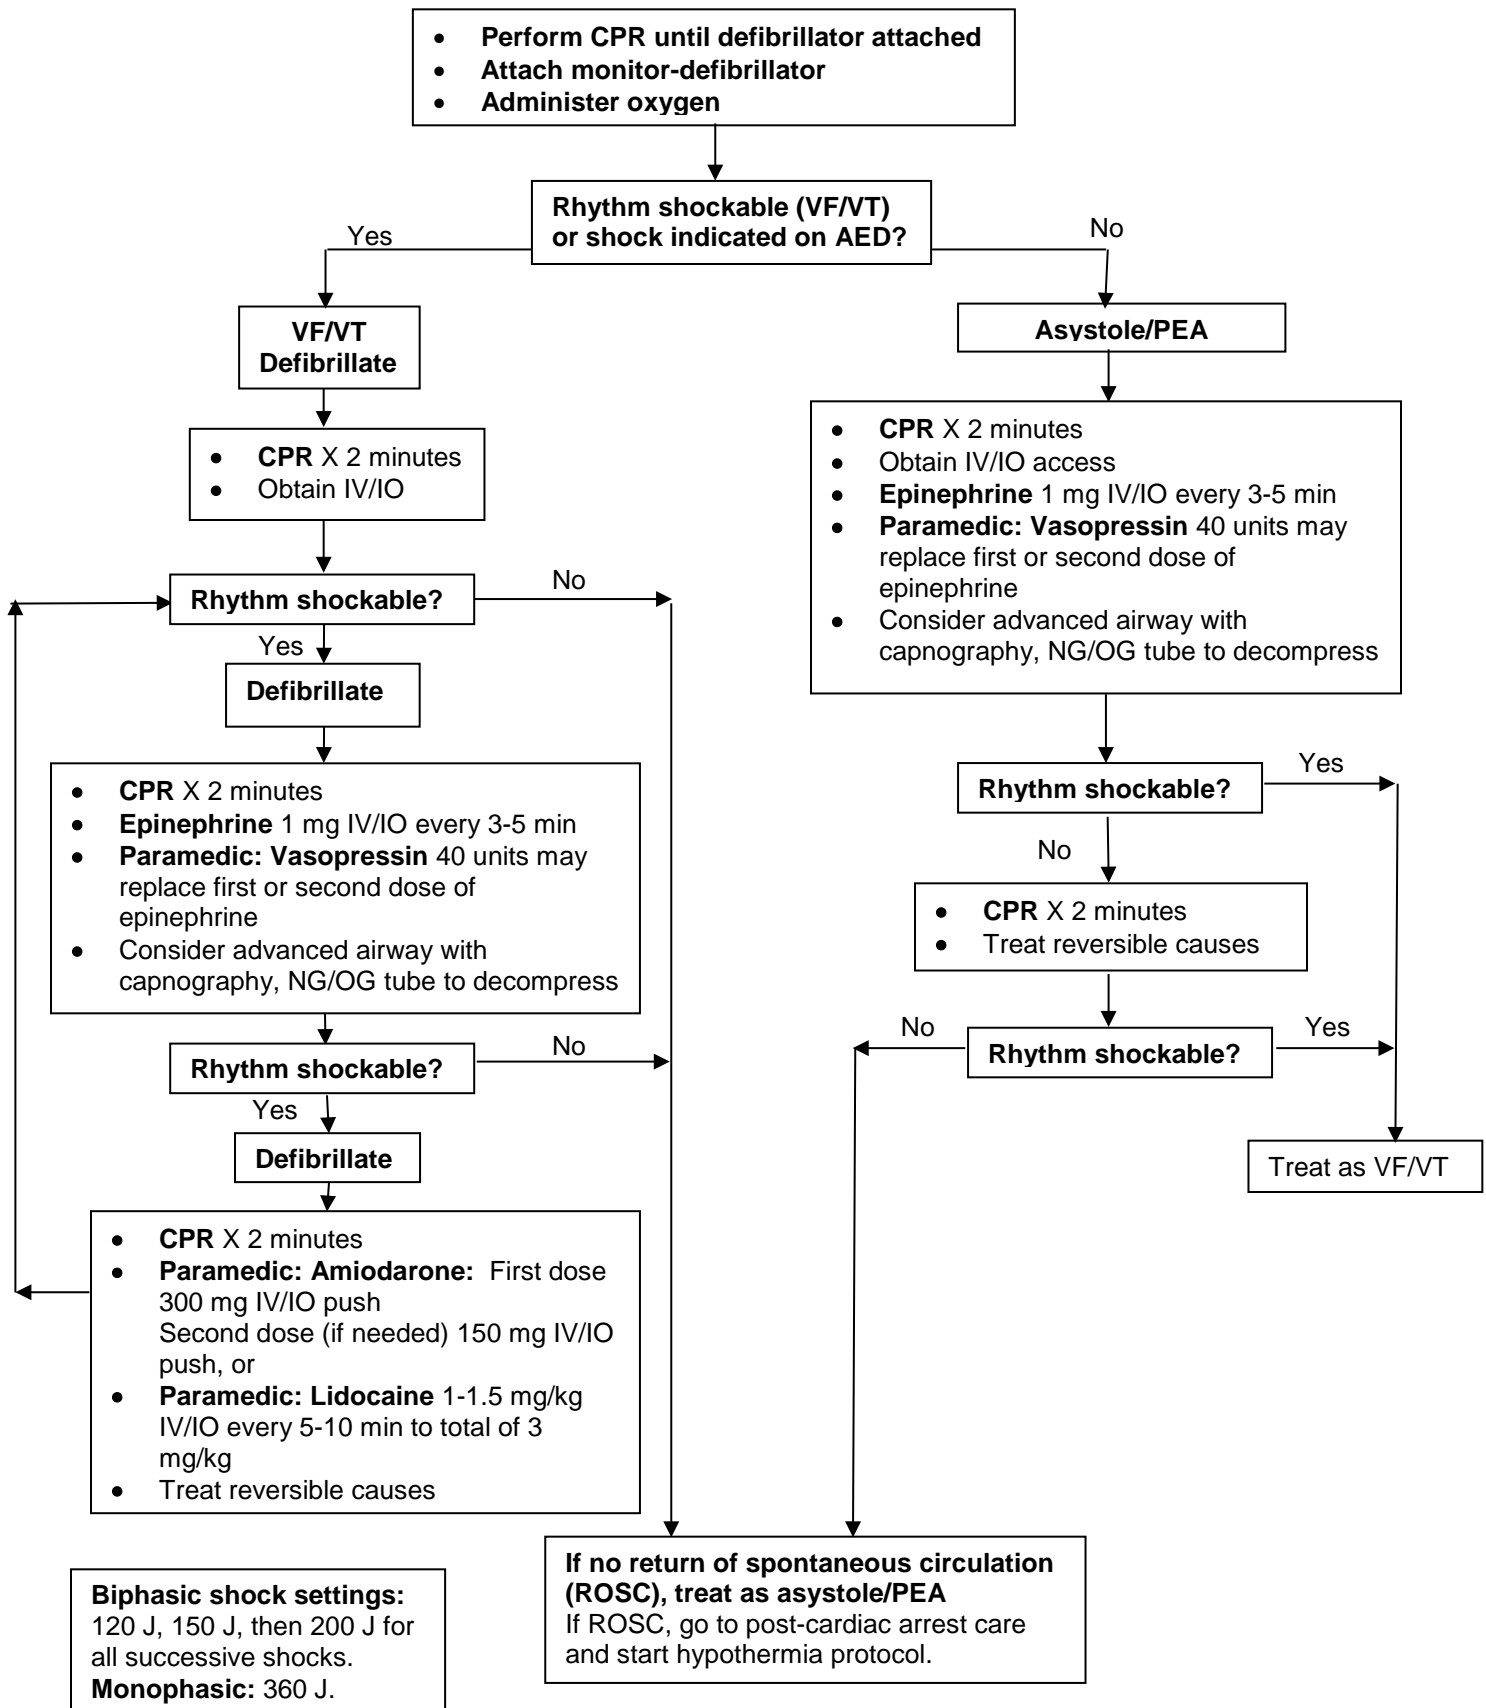 • Perform CPR until defibrillator attached
• Attach monitor-defibrillator
• Administer oxygen
Rhythm shockable (VF/VT)
or shock indicated on AED?
Yes
No
VF/VT
Defibrillate
• CPR X 2 minutes
• Obtain IV/IO
Rhythm shockable?
No
Yes
Defibrillate
• CPR X 2 minutes
• Epinephrine 1 mg IV/IO every 3-5 min
• Paramedic: Vasopressin 40 units may
replace first or second dose of
epinephrine
• Consider advanced airway with
capnography, NG/OG tube to decompress
Rhythm shockable?
No
Yes
Defibrillate
• CPR X 2 minutes
• Paramedic: Amiodarone: First dose
300 mg IV/IO push
Second dose (if needed) 150 mg IV/IO
push, or
• Paramedic: Lidocaine 1-1.5 mg/kg
IV/IO every 5-10 min to total of 3
mg/kg
• Treat reversible causes
Asystole/PEA
• CPR X 2 minutes
• Obtain IV/IO access
• Epinephrine 1 mg IV/IO every 3-5 min
• Paramedic: Vasopressin 40 units may
replace first or second dose of
epinephrine
• Consider advanced airway with
capnography, NG/OG tube to decompress
Rhythm shockable?
Yes
No
• CPR X 2 minutes
• Treat reversible causes
No
Rhythm shockable?
Yes
Treat as VF/VT
If no return of spontaneous circulation
(ROSC), treat as asystole/PEA
If ROSC, go to post-cardiac arrest care
and start hypothermia protocol.
Biphasic shock settings:
120 J, 150 J, then 200 J for
all successive shocks.
Monophasic: 360 J.